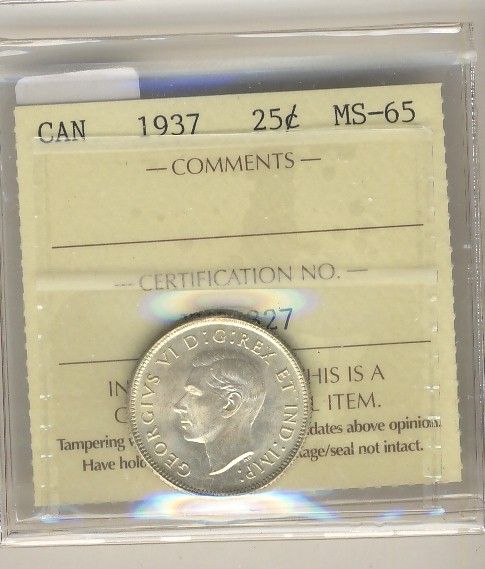 CAN 1937 25¢ MS-65
— COMMENTS —
— CERTIFICATION NO. —
327
IN HIS IS A
C L ITEM.
Tampering dates above opinion.
Have hol age/seal not intact.
GEORGIVS VI D:G:REX ET IND:IMP: